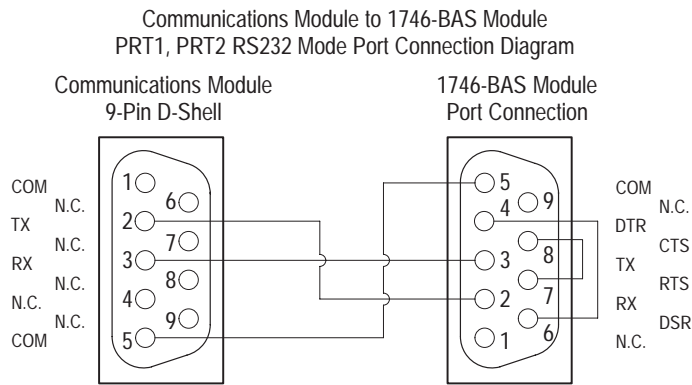 Communications Module to 1746-BAS Module
PRT1, PRT2 RS232 Mode Port Connection Diagram
Communications Module
9-Pin D-Shell
1746-BAS Module
Port Connection
COM
N.C.
TX
N.C.
RX
N.C.
N.C.
N.C.
COM
1
6
2
7
3
8
4
9
5
5
9
4
8
3
7
2
6
1
COM
N.C.
DTR
CTS
TX
RTS
RX
DSR
N.C.